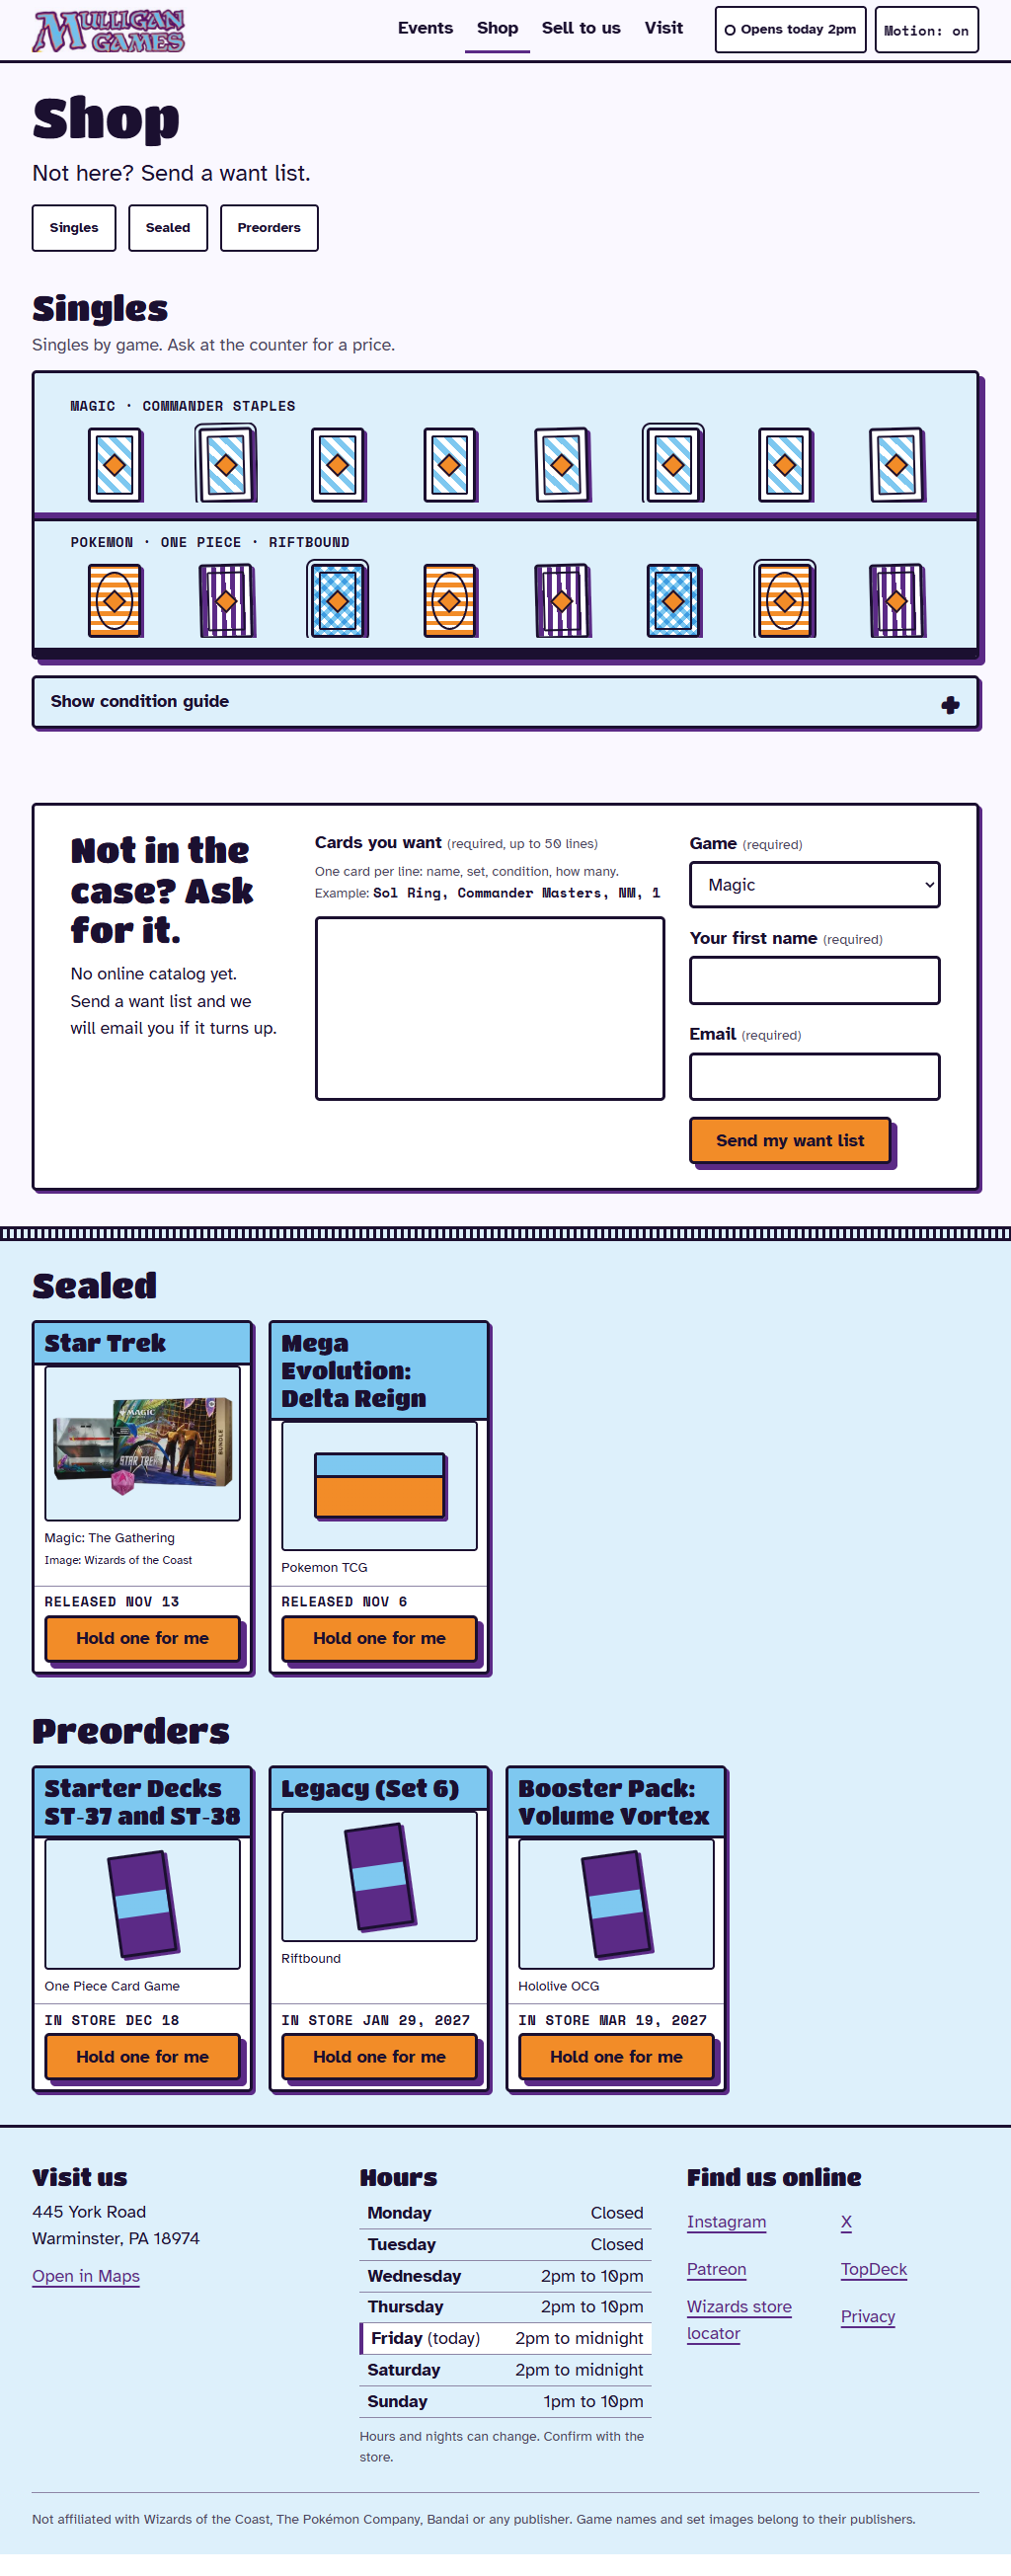 MULLIGAN
GAMES
Events
Shop
Sell to us
Visit
Opens today 2pm
Motion: on
Shop
Not here? Send a want list.
Singles
Sealed
Preorders
Singles
Singles by game. Ask at the counter for a price.
MAGIC · COMMANDER STAPLES
POKEMON · ONE PIECE · RIFTBOUND
Show condition guide
Not in the
case? Ask
for it.
No online catalog yet.
Send a want list and we
will email you if it turns up.
Cards you want (required, up to 50 lines)
One card per line: name, set, condition, how many.
Example: Sol Ring, Commander Masters, NM, 1
Game (required)
Magic
Your first name (required)
Email (required)
Send my want list
Sealed
Star Trek
MAGIC
STAR TREK
BUNDLE
Magic: The Gathering
Image: Wizards of the Coast
RELEASED NOV 13
Hold one for me
Mega
Evolution:
Delta Reign
Pokemon TCG
RELEASED NOV 6
Hold one for me
Preorders
Starter Decks
ST-37 and ST-38
One Piece Card Game
IN STORE DEC 18
Hold one for me
Legacy (Set 6)
Riftbound
IN STORE JAN 29, 2027
Hold one for me
Booster Pack:
Volume Vortex
Hololive OCG
IN STORE MAR 19, 2027
Hold one for me
Visit us
445 York Road
Warminster, PA 18974
Open in Maps
Hours
Monday Closed
Tuesday Closed
Wednesday 2pm to 10pm
Thursday 2pm to 10pm
Friday (today) 2pm to midnight
Saturday 2pm to midnight
Sunday 1pm to 10pm
Hours and nights can change. Confirm with the
store.
Find us online
Instagram
X
Patreon
TopDeck
Wizards store
locator
Privacy
Not affiliated with Wizards of the Coast, The Pokémon Company, Bandai or any publisher. Game names and set images belong to their publishers.